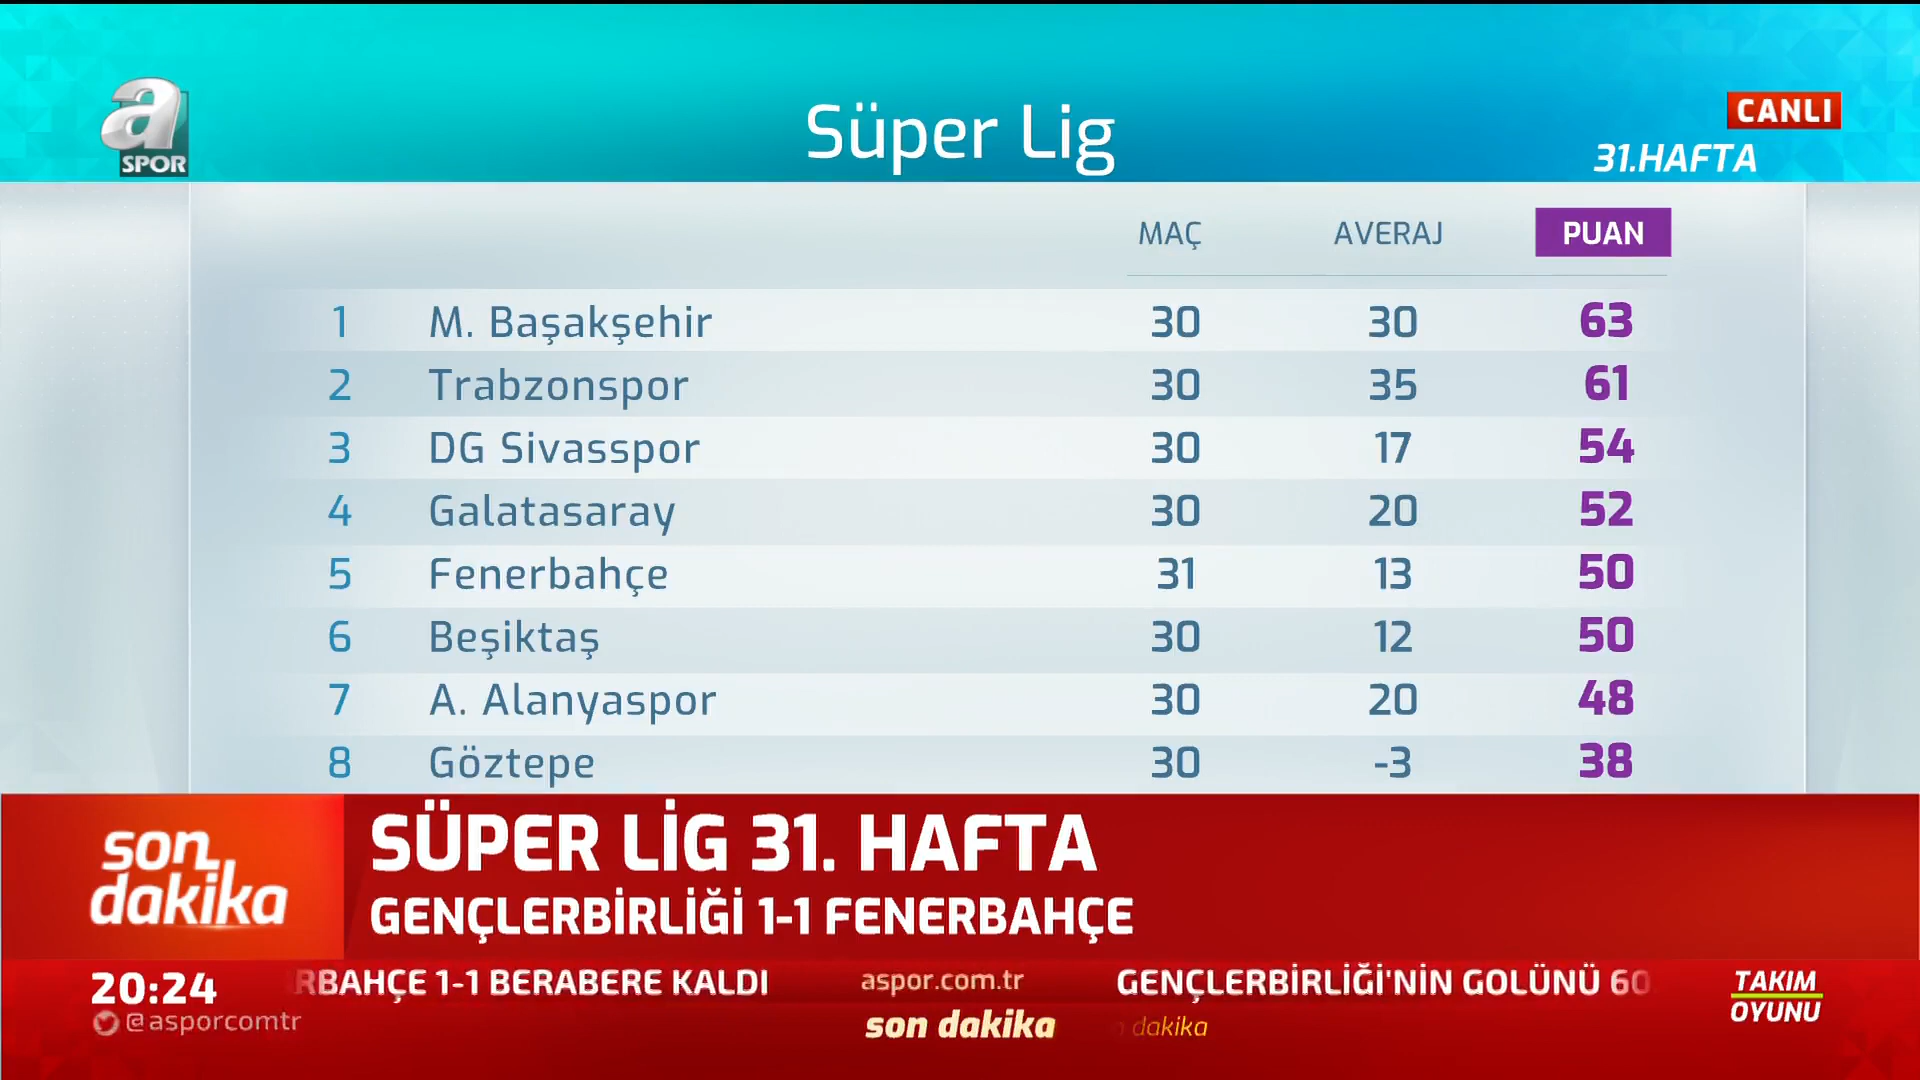 a
SPOR
Süper Lig
CANLI
31.HAFTA
MAÇ AVERAJ PUAN
1 M. Başakşehir 30 30 63
2 Trabzonspor 30 35 61
3 DG Sivasspor 30 17 54
4 Galatasaray 30 20 52
5 Fenerbahçe 31 13 50
6 Beşiktaş 30 12 50
7 A. Alanyaspor 30 20 48
8 Göztepe 30 -3 38
son dakika
SÜPER LİG 31. HAFTA
GENÇLERBİRLİĞİ 1-1 FENERBAHÇE
20:24
RBAHÇE 1-1 BERABERE KALDI aspor.com.tr GENÇLERBİRLİĞİ'NİN GOLÜNÜ 60
@asporcomtr
son dakika dakika
TAKIM
OYUNU